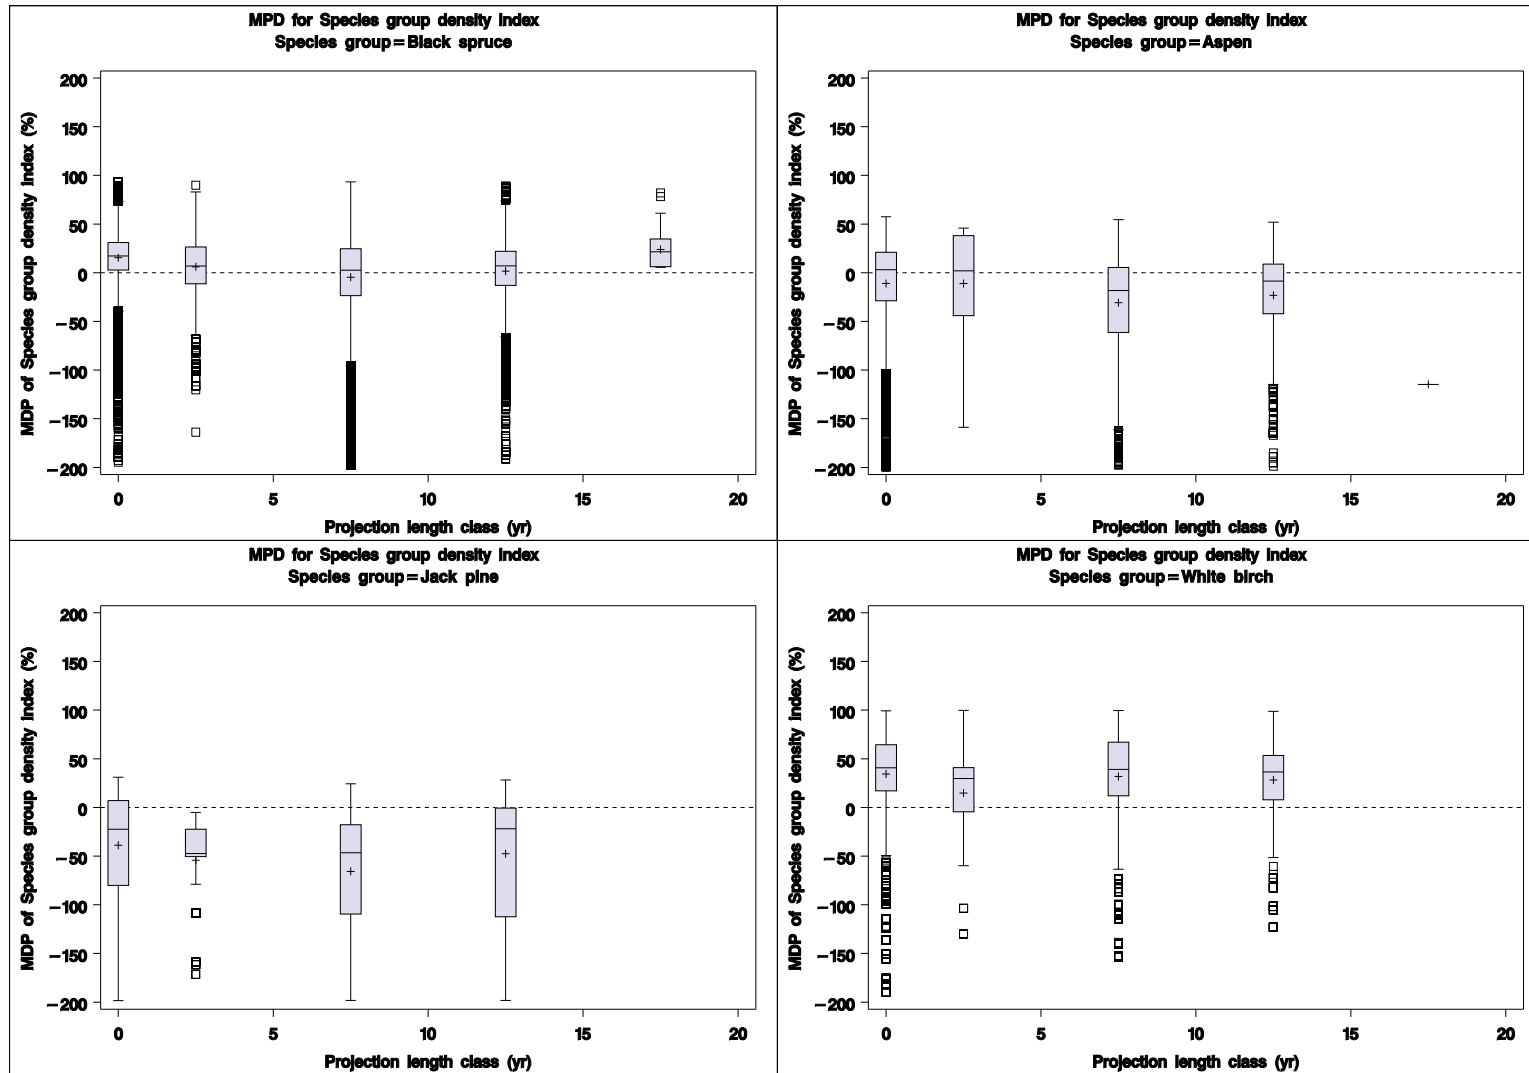 MPD for Species group density index
Species group=Black spruce
MDP of Species group density index (%)
200
150
100
50
0
−50
−100
−150
−200
0 5 10 15 20
Projection length class (yr)
MPD for Species group density index
Species group=Aspen
MDP of Species group density index (%)
200
150
100
50
0
−50
−100
−150
−200
0 5 10 15 20
Projection length class (yr)
MPD for Species group density index
Species group=Jack pine
MDP of Species group density index (%)
200
150
100
50
0
−50
−100
−150
−200
0 5 10 15 20
Projection length class (yr)
MPD for Species group density index
Species group=White birch
MDP of Species group density index (%)
200
150
100
50
0
−50
−100
−150
−200
0 5 10 15 20
Projection length class (yr)